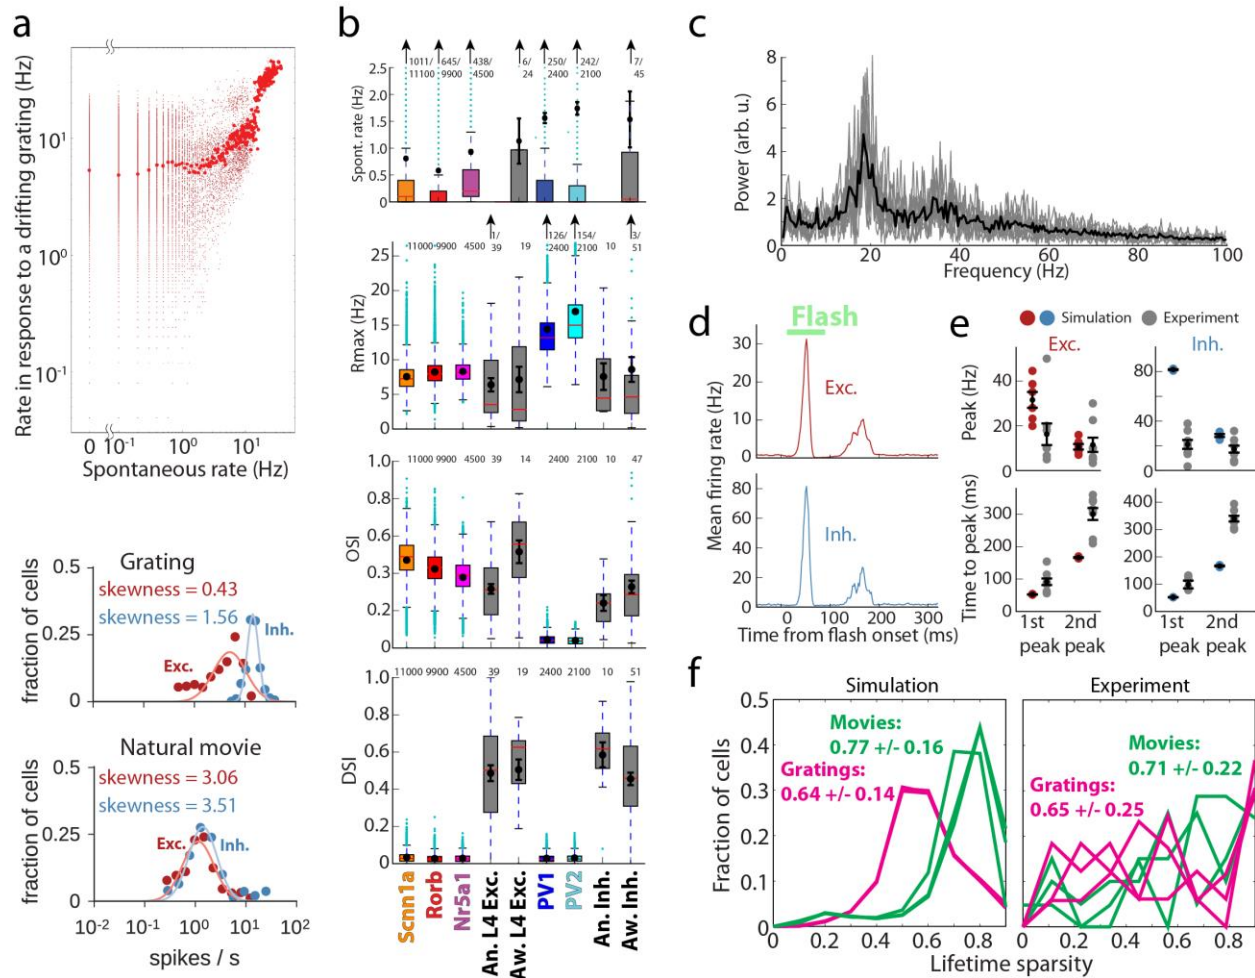 a
Rate in response to a drifting grating (Hz)
10¹
10⁰
10⁻¹
0 10⁻¹ 10⁰ 10¹
Spontaneous rate (Hz)
Grating
skewness = 0.43
skewness = 1.56
Inh.
Exc.
fraction of cells
0.5
0.25
0
Natural movie
skewness = 3.06
skewness = 3.51
Exc.
Inh.
fraction of cells
0.5
0.25
0
10⁻² 10⁻¹ 10⁰ 10¹ 10²
spikes / s
b
1011/ 645/ 438/ 6/ 250/ 242/ 7/
11100 9900 4500 24 2400 2100 45
Spont. rate (Hz)
2.5
2.0
1.5
1.0
0.5
0.0
11000 9900 4500 1/ 19 126/ 154/ 10 3/
39 2400 2100 51
Rmax (Hz)
25
20
15
10
5
0
11000 9900 4500 39 14 2400 2100 10 47
OSI
1.0
0.8
0.6
0.3
0.2
0
11000 9900 4500 39 19 2400 2100 10 51
DSI
1.0
0.8
0.6
0.4
0.2
0
Scnn1a
Rorb
Nr5a1
An. L4 Exc.
Aw. L4 Exc.
PV1
PV2
An. Inh.
Aw. Inh.
c
Power (arb. u.)
8
6
4
2
0
0 20 40 60 80 100
Frequency (Hz)
d
Flash
Mean firing rate (Hz)
30
20
10
0
Exc.
80
60
40
20
0
Inh.
0 100 200 300
Time from flash onset (ms)
e
Simulation Experiment
Exc. Inh.
Peak (Hz)
40
20
0
80
40
0
Time to peak (ms)
300
200
100
0
400
300
200
100
0
1st 2nd 1st 2nd
peak peak peak peak
f
Simulation Experiment
Fraction of cells
0.5
0.4
0.3
0.2
0.1
0
Movies:
0.77 +/- 0.16
Gratings:
0.64 +/- 0.14
Movies:
0.71 +/- 0.22
Gratings:
0.65 +/- 0.25
0 0.2 0.4 0.6 0.8 0 0.2 0.4 0.6 0.8
Lifetime sparsity